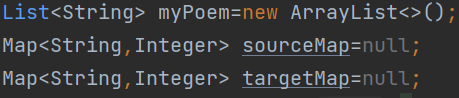 List<String> myPoem=new ArrayList<>();
Map<String,Integer> sourceMap=null;
Map<String,Integer> targetMap=null;